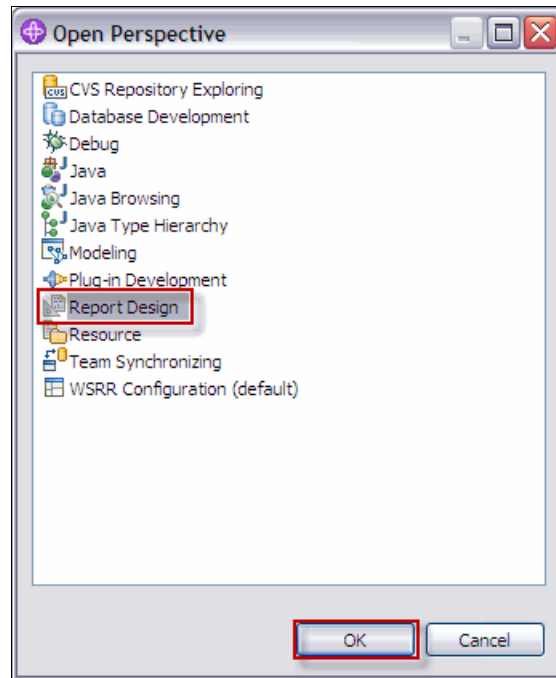 Open Perspective
CVS CVS Repository Exploring
Database Development
Debug
Java
Java Browsing
Java Type Hierarchy
Modeling
Plug-in Development
Report Design
Resource
Team Synchronizing
WSRR Configuration (default)
OK Cancel